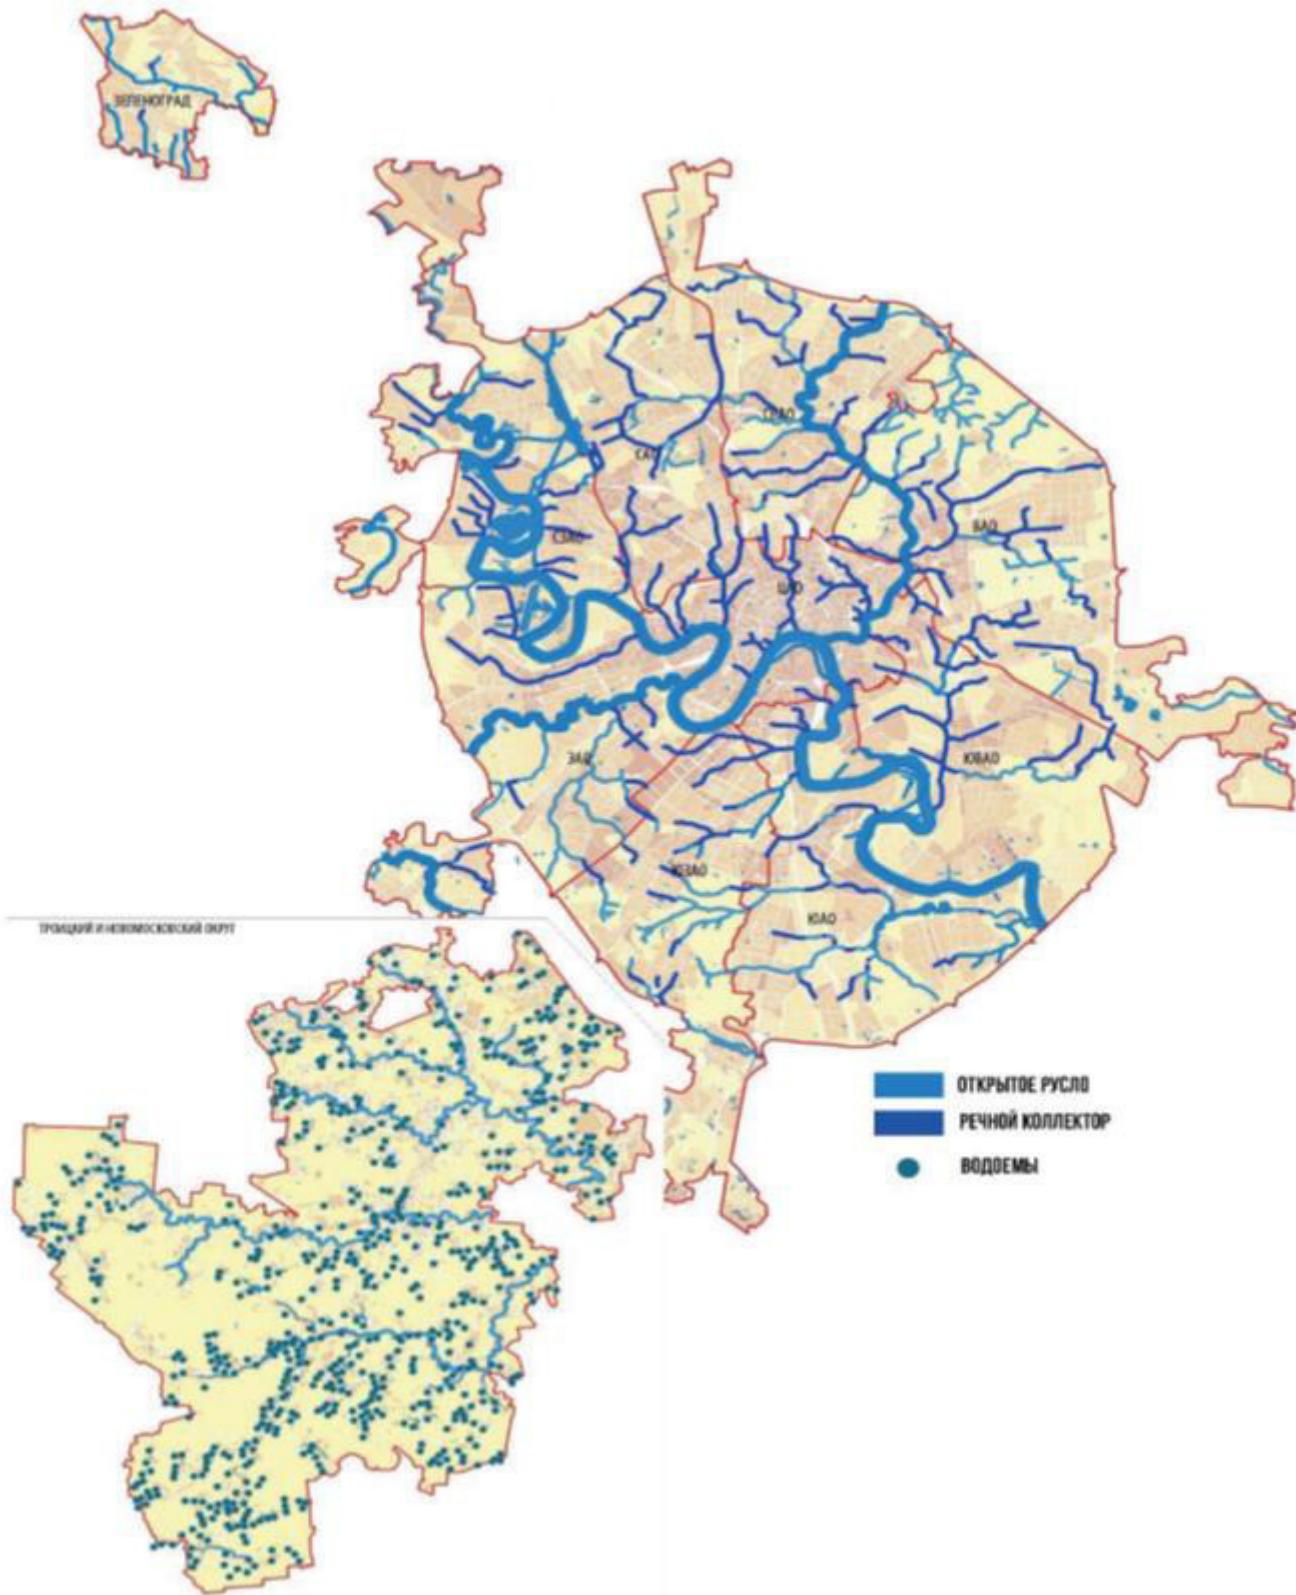 ЗЕЛЕНОГРАД
СВАО
САО
ВАО
СЗАО
ЦАО
ЗАО
ЮВАО
ЮЗАО
ЮАО
ТРОИЦКИЙ И НОВОМОСКОВСКИЙ ОКРУГ
ОТКРЫТОЕ РУСЛО
РЕЧНОЙ КОЛЛЕКТОР
ВОДОЕМЫ